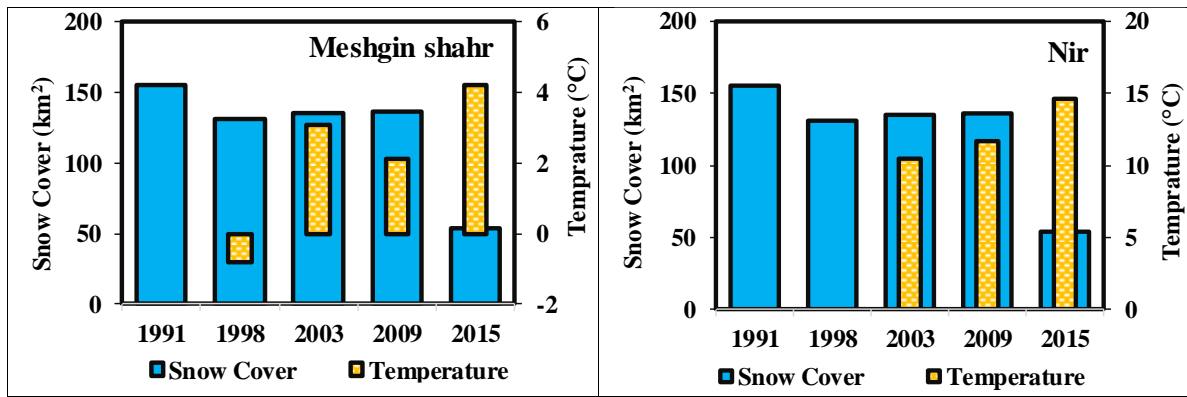 Meshgin shahr
Snow Cover (km²)
200
150
100
50
0
6
4
2
0
-2
Temprature (°C)
1991 1998 2003 2009 2015
Snow Cover Temperature
Nir
Snow Cover (km²)
200
150
100
50
0
20
15
10
5
0
Temprature (°C)
1991 1998 2003 2009 2015
Snow Cover Temperature